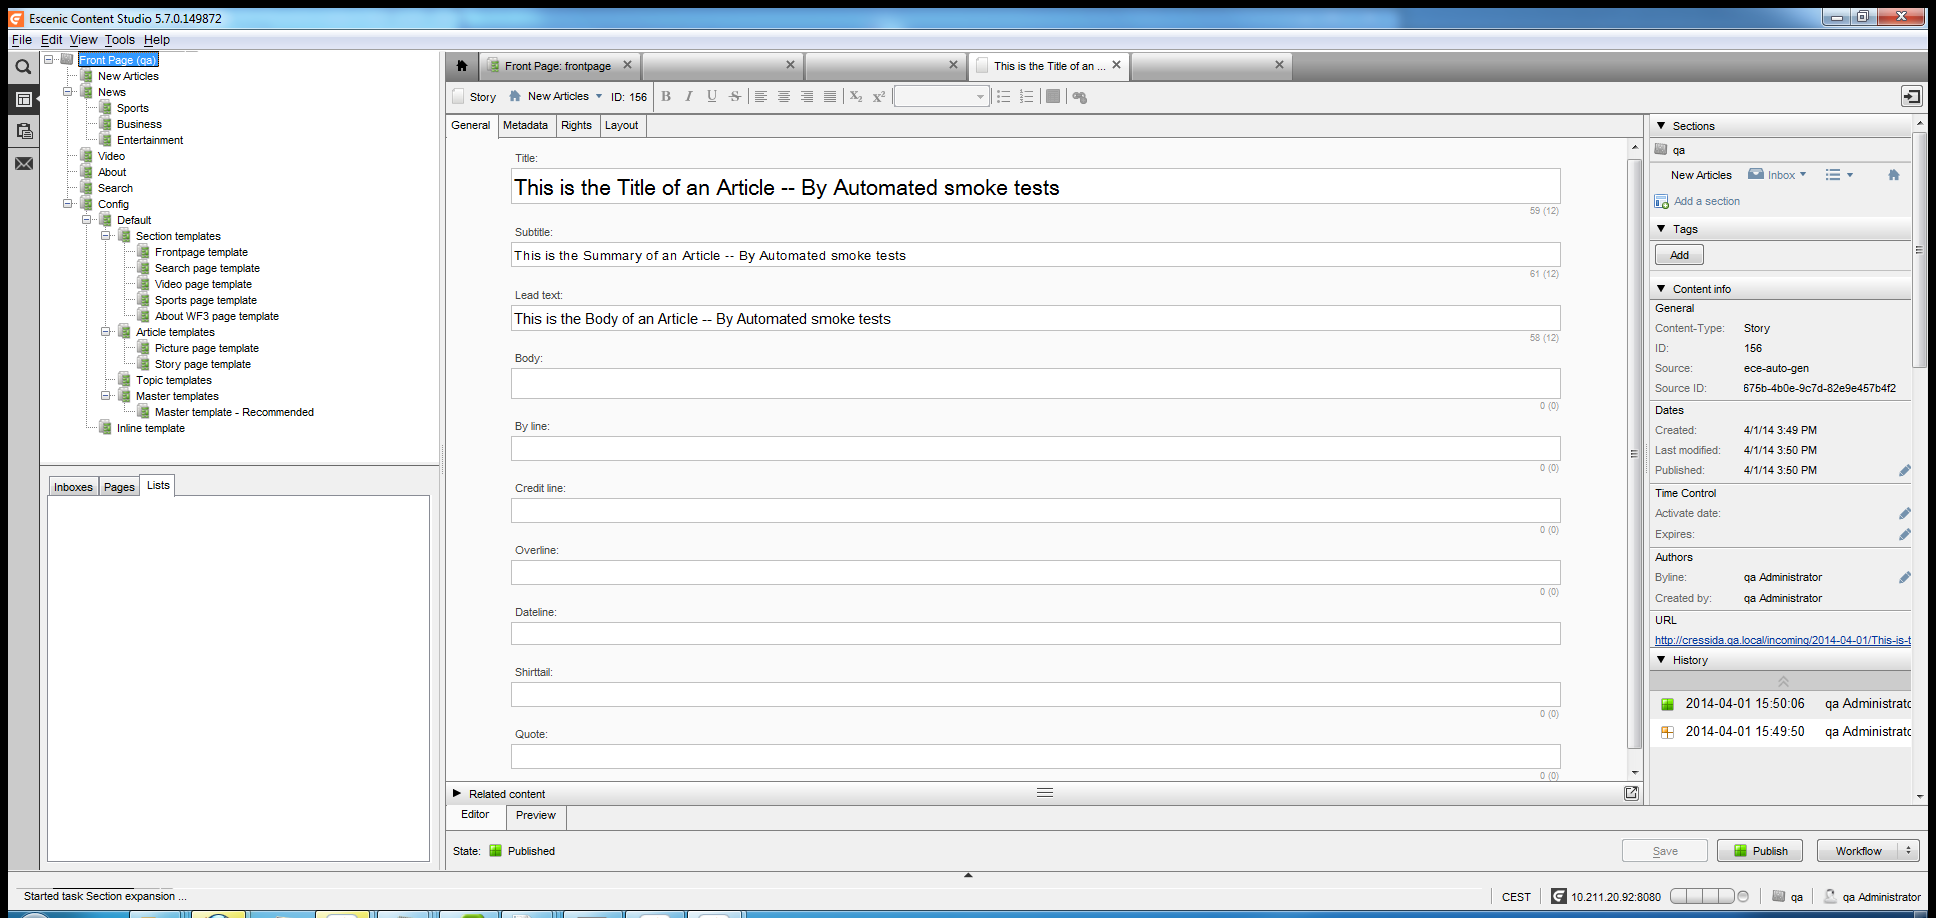 Escenic Content Studio 5.7.0.149872
File Edit View Tools Help
Front Page (qa)
New Articles
News
Sports
Business
Entertainment
Video
About
Search
Config
Default
Section templates
Frontpage template
Search page template
Video page template
Sports page template
About WF3 page template
Article templates
Picture page template
Story page template
Topic templates
Master templates
Master template - Recommended
Inline template
Inboxes Pages Lists
Front Page: frontpage
This is the Title of an ...
Story New Articles ID: 156 B I U S X₂ x²
General Metadata Rights Layout
Title:
This is the Title of an Article -- By Automated smoke tests
59 (12)
Subtitle:
This is the Summary of an Article -- By Automated smoke tests
61 (12)
Lead text:
This is the Body of an Article -- By Automated smoke tests
58 (12)
Body:
0 (0)
By line:
0 (0)
Credit line:
0 (0)
Overline:
0 (0)
Dateline:
Shirttail:
0 (0)
Quote:
0 (0)
Related content
Editor Preview
State: Published
Save Publish Workflow
Sections
qa
New Articles Inbox
Add a section
Tags
Add
Content info
General
Content-Type: Story
ID: 156
Source: ece-auto-gen
Source ID: 675b-4b0e-9c7d-82e9e457b4f2
Dates
Created: 4/1/14 3:49 PM
Last modified: 4/1/14 3:50 PM
Published: 4/1/14 3:50 PM
Time Control
Activate date:
Expires:
Authors
Byline: qa Administrator
Created by: qa Administrator
URL
http://cressida.qa.local/incoming/2014-04-01/This-is-t
History
2014-04-01 15:50:06 qa Administratc
2014-04-01 15:49:50 qa Administratc
Started task Section expansion ...
CEST 10.211.20.92:8080 qa qa Administrator